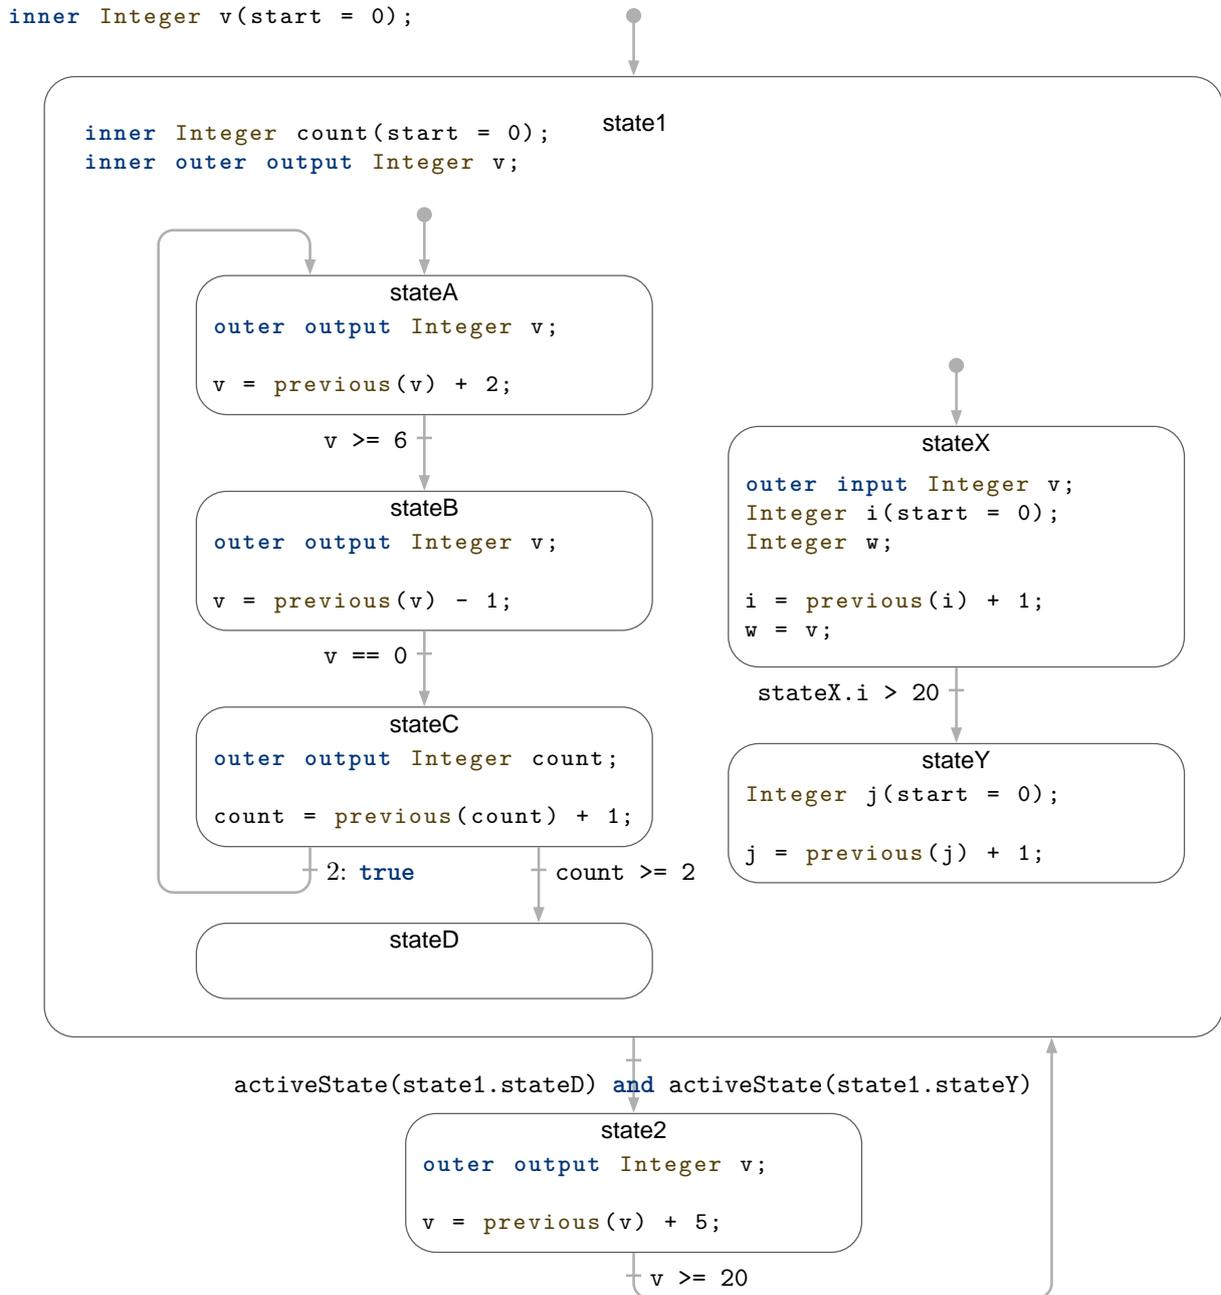 inner Integer v(start = 0);
state1
inner Integer count(start = 0);
inner outer output Integer v;
stateA
outer output Integer v;
v = previous(v) + 2;
v >= 6
stateB
outer output Integer v;
v = previous(v) - 1;
v == 0
stateC
outer output Integer count;
count = previous(count) + 1;
2: true
count >= 2
stateD
stateX
outer input Integer v;
Integer i(start = 0);
Integer w;
i = previous(i) + 1;
w = v;
stateX.i > 20
stateY
Integer j(start = 0);
j = previous(j) + 1;
activeState(state1.stateD) and activeState(state1.stateY)
state2
outer output Integer v;
v = previous(v) + 5;
v >= 20